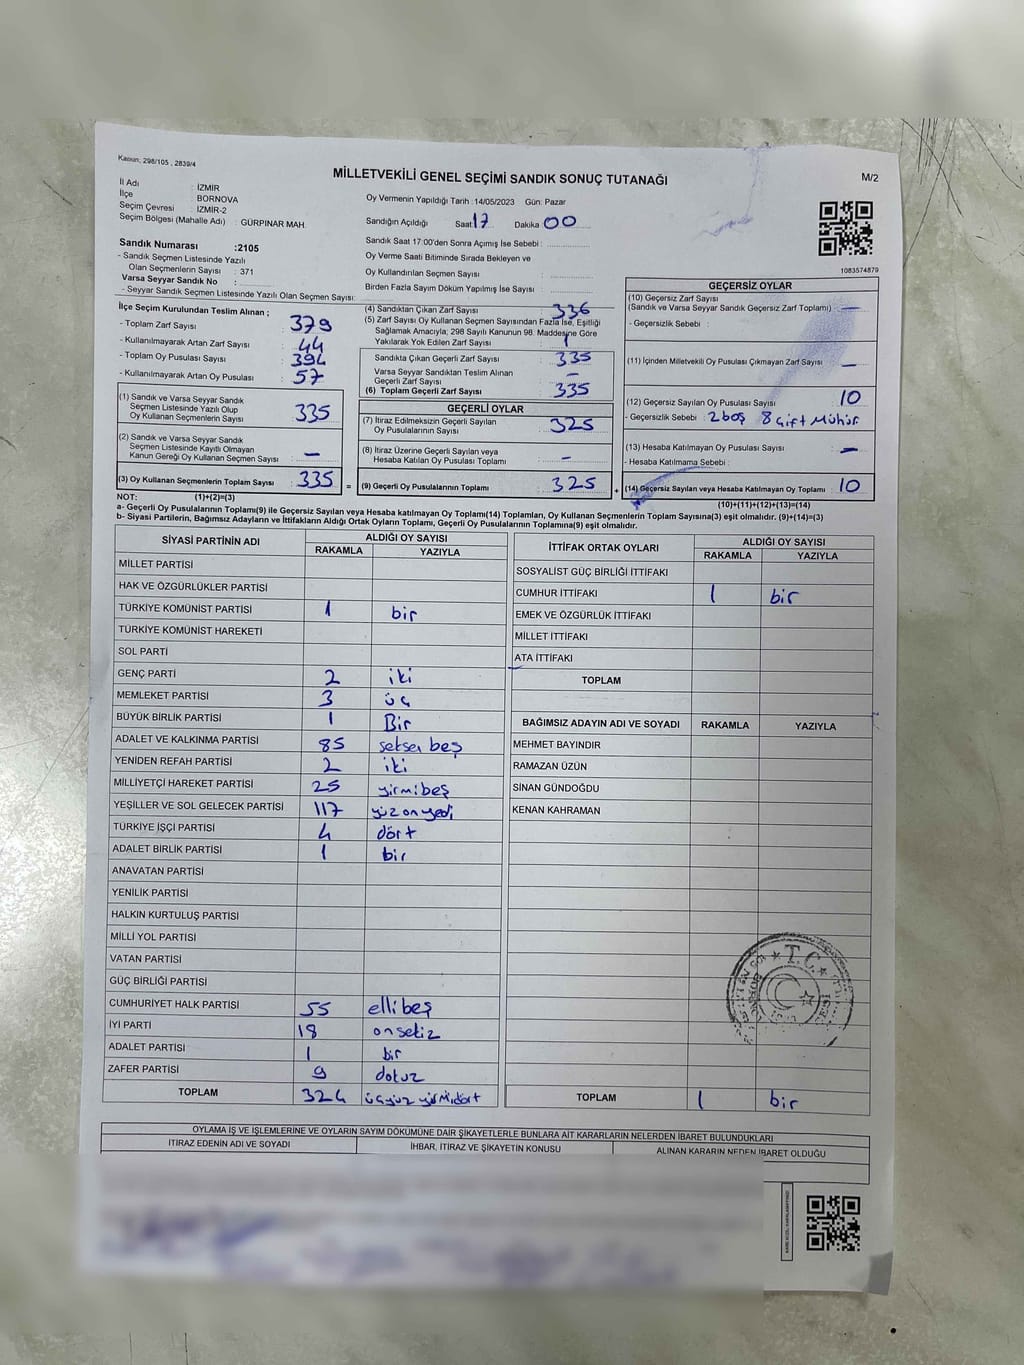 Kanun; 298/105 , 2839/4
MİLLETVEKİLİ GENEL SEÇİMİ SANDIK SONUÇ TUTANAĞI
M/2
İl Adı : İZMİR
İlçe : BORNOVA
Seçim Çevresi : İZMİR-2
Seçim Bölgesi (Mahalle Adı) : GÜRPINAR MAH.
Oy Vermenin Yapıldığı Tarih :14/05/2023 Gün: Pazar
Sandığın Açıldığı Saat 17 Dakika 00
Sandık Saat 17:00'den Sonra Açımış İse Sebebi :
Oy Verme Saati Bitiminde Sırada Bekleyen ve
Oy Kullandırılan Seçmen Sayısı :
Birden Fazla Sayım Döküm Yapılmış İse Sayısı :
1083574879
Sandık Numarası :2105
- Sandık Seçmen Listesinde Yazılı
Olan Seçmenlerin Sayısı : 371
Varsa Seyyar Sandık No :
- Seyyar Sandık Seçmen Listesinde Yazılı Olan Seçmen Sayısı:
İlçe Seçim Kurulundan Teslim Alınan ;
- Toplam Zarf Sayısı : 379
- Kullanılmayarak Artan Zarf Sayısı : 44
- Toplam Oy Pusulası Sayısı : 394
- Kullanılmayarak Artan Oy Pusulası : 57
(1) Sandık ve Varsa Seyyar Sandık
Seçmen Listesinde Yazılı Olup
Oy Kullanan Seçmenlerin Sayısı : 335
(2) Sandık ve Varsa Seyyar Sandık
Seçmen Listesinde Kayıtlı Olmayan
Kanun Gereği Oy Kullanan Seçmen Sayısı : —
(3) Oy Kullanan Seçmenlerin Toplam Sayısı : 335
(4) Sandıktan Çıkan Zarf Sayısı : 336
(5) Zarf Sayısı Oy Kullanan Seçmen Sayısından Fazla İse, Eşitliği
Sağlamak Amacıyla; 298 Sayılı Kanunun 98. Maddesine Göre
Yakılarak Yok Edilen Zarf Sayısı : 1
Sandıkta Çıkan Geçerli Zarf Sayısı : 335
Varsa Seyyar Sandıktan Teslim Alınan
Geçerli Zarf Sayısı : —
(6) Toplam Geçerli Zarf Sayısı : 335
GEÇERLİ OYLAR
(7) İtiraz Edilmeksizin Geçerli Sayılan
Oy Pusulalarının Sayısı : 325
(8) İtiraz Üzerine Geçerli Sayılan veya
Hesaba Katılan Oy Pusulası Toplamı : —
= (9) Geçerli Oy Pusulalarının Toplamı : 325
GEÇERSİZ OYLAR
(10) Geçersiz Zarf Sayısı
(Sandık ve Varsa Seyyar Sandık Geçersiz Zarf Toplamı) : —
- Geçersizlik Sebebi :
(11) İçinden Milletvekili Oy Pusulası Çıkmayan Zarf Sayısı : —
(12) Geçersiz Sayılan Oy Pusulası Sayısı : 10
- Geçersizlik Sebebi : 2 boş 8 Çift Mühür
(13) Hesaba Katılmayan Oy Pusulası Sayısı : —
- Hesaba Katılmama Sebebi :
+ (14) Geçersiz Sayılan veya Hesaba Katılmayan Oy Toplamı : 10
NOT: (1)+(2)=(3)
(10)+(11)+(12)+(13)=(14)
a- Geçerli Oy Pusulalarının Toplamı(9) ile Geçersiz Sayılan veya Hesaba katılmayan Oy Toplamı(14) Toplamları, Oy Kullanan Seçmenlerin Toplam Sayısına(3) eşit olmalıdır. (9)+(14)=(3)
b- Siyasi Partilerin, Bağımsız Adayların ve İttifakların Aldığı Ortak Oyların Toplamı, Geçerli Oy Pusulalarının Toplamına(9) eşit olmalıdır.
SİYASİ PARTİNİN ADI ALDIĞI OY SAYISI
RAKAMLA YAZIYLA
MİLLET PARTİSİ
HAK VE ÖZGÜRLÜKLER PARTİSİ
TÜRKİYE KOMÜNİST PARTİSİ 1 bir
TÜRKİYE KOMÜNİST HAREKETİ
SOL PARTİ
GENÇ PARTİ 2 iki
MEMLEKET PARTİSİ 3 üç
BÜYÜK BİRLİK PARTİSİ 1 Bir
ADALET VE KALKINMA PARTİSİ 85 seksen beş
YENİDEN REFAH PARTİSİ 2 iki
MİLLİYETÇİ HAREKET PARTİSİ 25 yirmibeş
YEŞİLLER VE SOL GELECEK PARTİSİ 117 yüzonyedi
TÜRKİYE İŞÇİ PARTİSİ 4 dört
ADALET BİRLİK PARTİSİ 1 bir
ANAVATAN PARTİSİ
YENİLİK PARTİSİ
HALKIN KURTULUŞ PARTİSİ
MİLLİ YOL PARTİSİ
VATAN PARTİSİ
GÜÇ BİRLİĞİ PARTİSİ
CUMHURİYET HALK PARTİSİ 55 ellibeş
İYİ PARTİ 18 onsekiz
ADALET PARTİSİ 1 bir
ZAFER PARTİSİ 9 dokuz
TOPLAM 324 üçyüz yirmidört
İTTİFAK ORTAK OYLARI ALDIĞI OY SAYISI
RAKAMLA YAZIYLA
SOSYALİST GÜÇ BİRLİĞİ İTTİFAKI
CUMHUR İTTİFAKI 1 bir
EMEK VE ÖZGÜRLÜK İTTİFAKI
MİLLET İTTİFAKI
ATA İTTİFAKI
TOPLAM
BAĞIMSIZ ADAYIN ADI VE SOYADI RAKAMLA YAZIYLA
MEHMET BAYINDIR
RAMAZAN ÜZÜN
SİNAN GÜNDOĞDU
KENAN KAHRAMAN
T.C.
TOPLAM 1 bir
OYLAMA İŞ VE İŞLEMLERİNE VE OYLARIN SAYIM DÖKÜMÜNE DAİR ŞİKAYETLERLE BUNLARA AİT KARARLARIN NELERDEN İBARET BULUNDUKLARI
İTİRAZ EDENİN ADI VE SOYADI İHBAR, İTİRAZ VE ŞİKAYETİN KONUSU ALINAN KARARIN NEDEN İBARET OLDUĞU